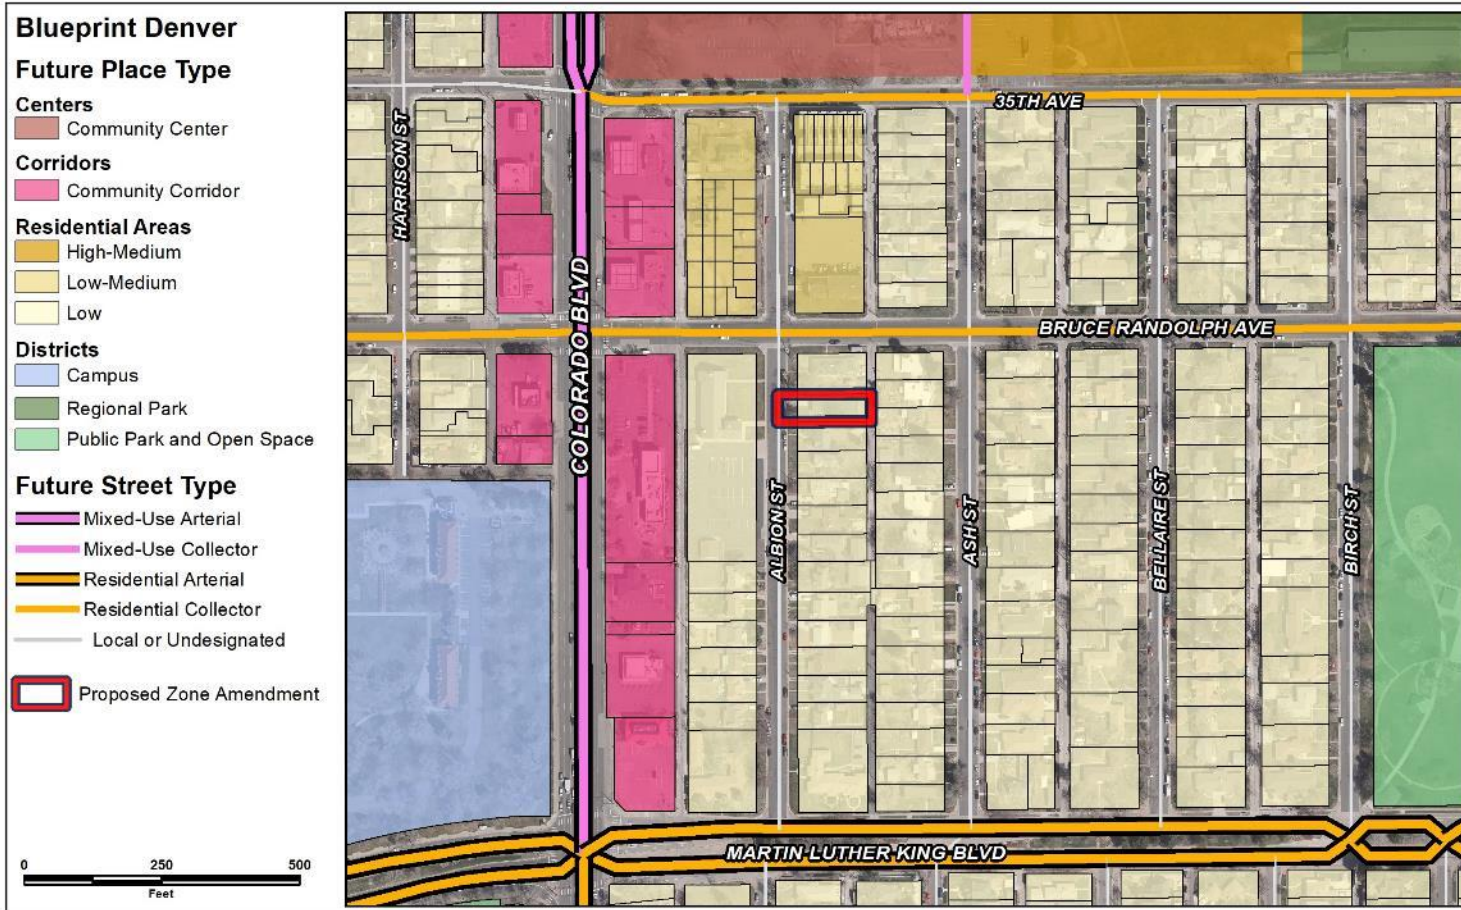 Blueprint Denver
Future Place Type
Centers
Community Center
Corridors
Community Corridor
Residential Areas
High-Medium
Low-Medium
Low
Districts
Campus
Regional Park
Public Park and Open Space
Future Street Type
Mixed-Use Arterial
Mixed-Use Collector
Residential Arterial
Residential Collector
Local or Undesignated
Proposed Zone Amendment
0 250 500
Feet
35TH AVE
HARRISON ST
BRUCE RANDOLPH AVE
COLORADO BLVD
ALBION ST
ASH ST
BELLAIRE ST
BIRCH ST
MARTIN LUTHER KING BLVD